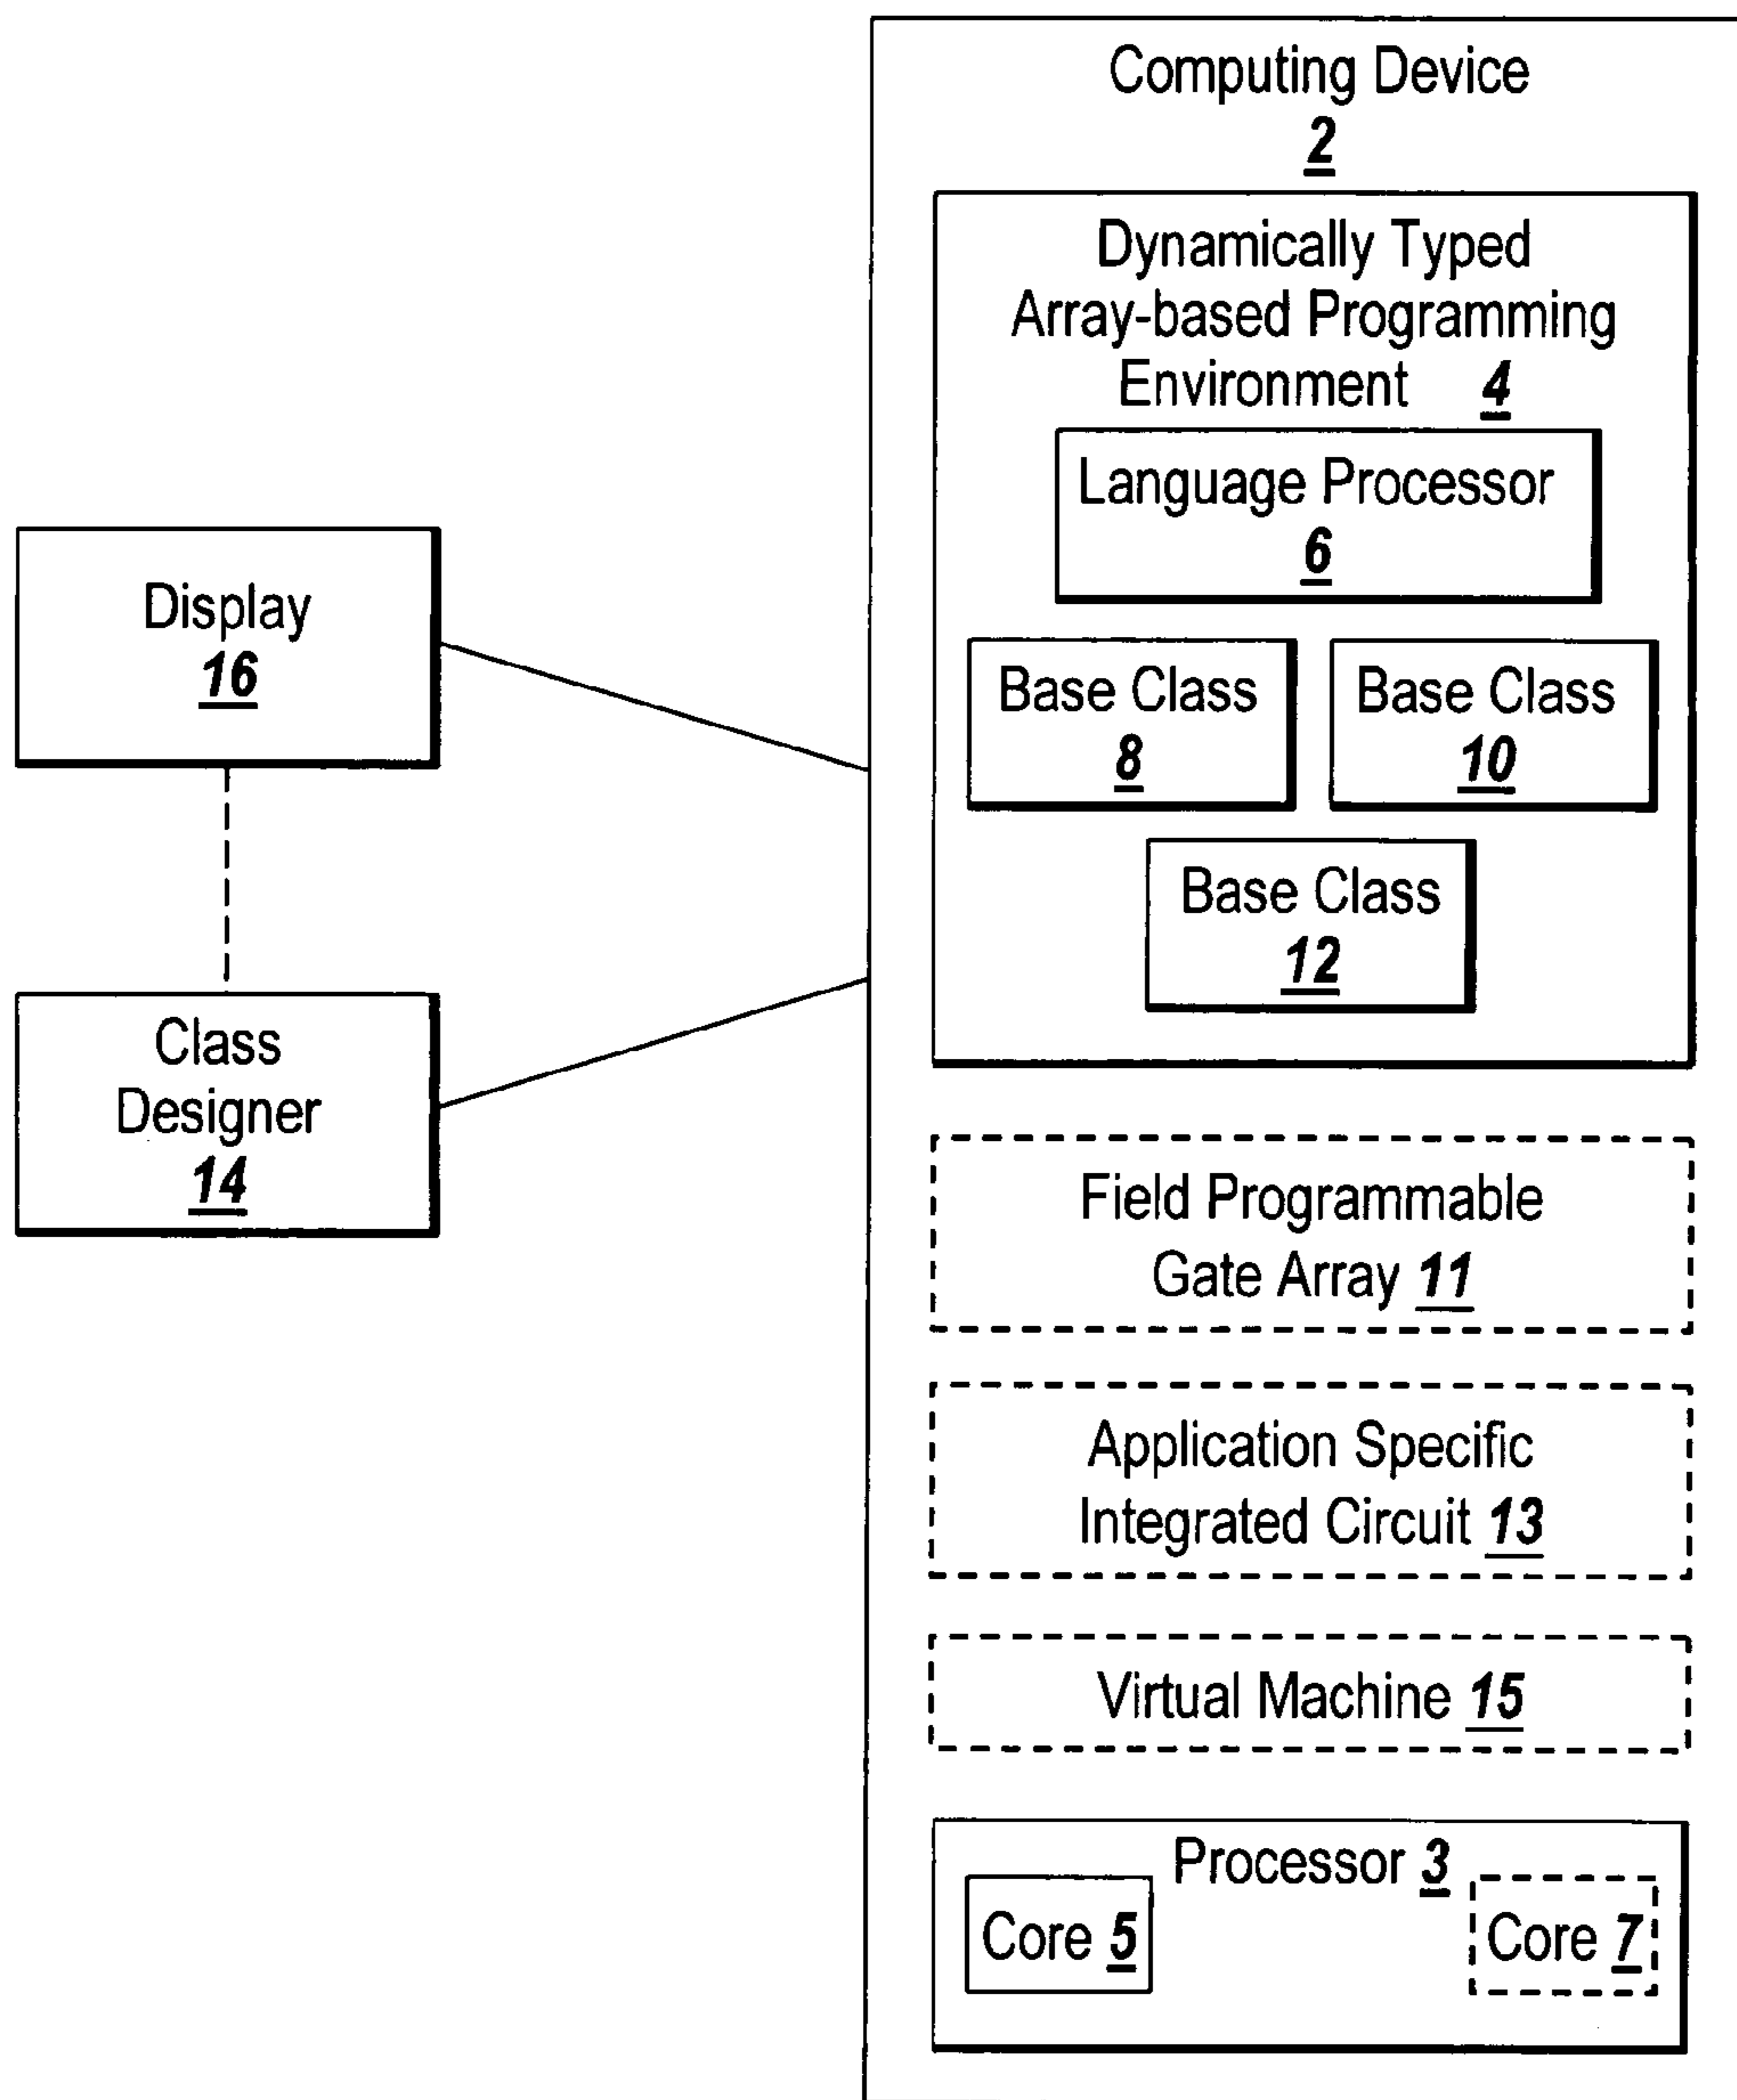 Computing Device
2
Dynamically Typed
Array-based Programming
Environment 4
Language Processor
6
Base Class
8
Base Class
10
Base Class
12
Display
16
Class
Designer
14
Field Programmable
Gate Array 11
Application Specific
Integrated Circuit 13
Virtual Machine 15
Processor 3
Core 5
Core 7